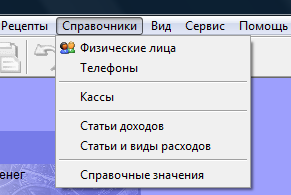 Рецепты Справочники Вид Сервис Помощь
Физические лица
Телефоны
Кассы
Статьи доходов
Статьи и виды расходов
Справочные значения